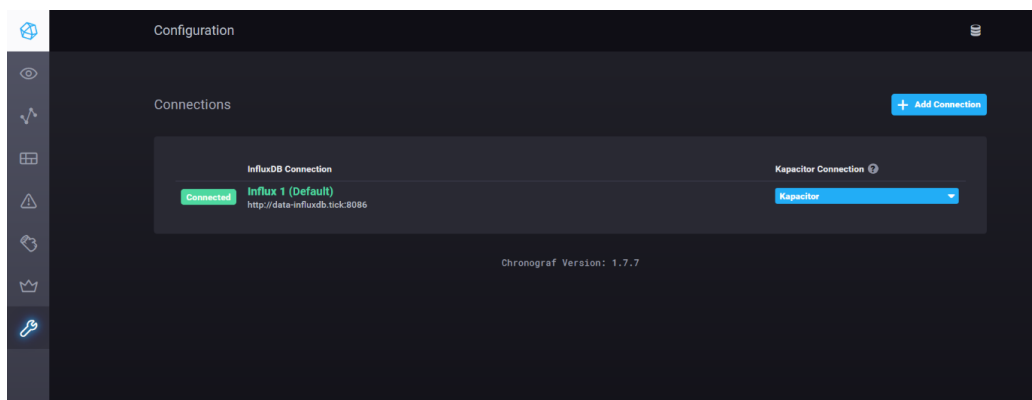 Configuration
Connections
+ Add Connection
InfluxDB Connection
Kapacitor Connection ?
Connected
Influx 1 (Default)
http://data-influxdb.tick:8086
Kapacitor
Chronograf Version: 1.7.7